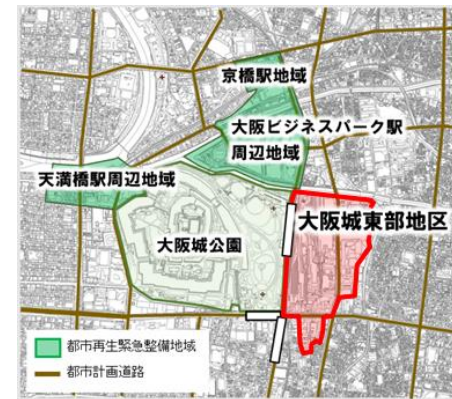 京橋駅地域
大阪ビジネスパーク駅
周辺地域
天満橋駅周辺地域
大阪城東部地区
大阪城公園
都市再生緊急整備地域
都市計画道路